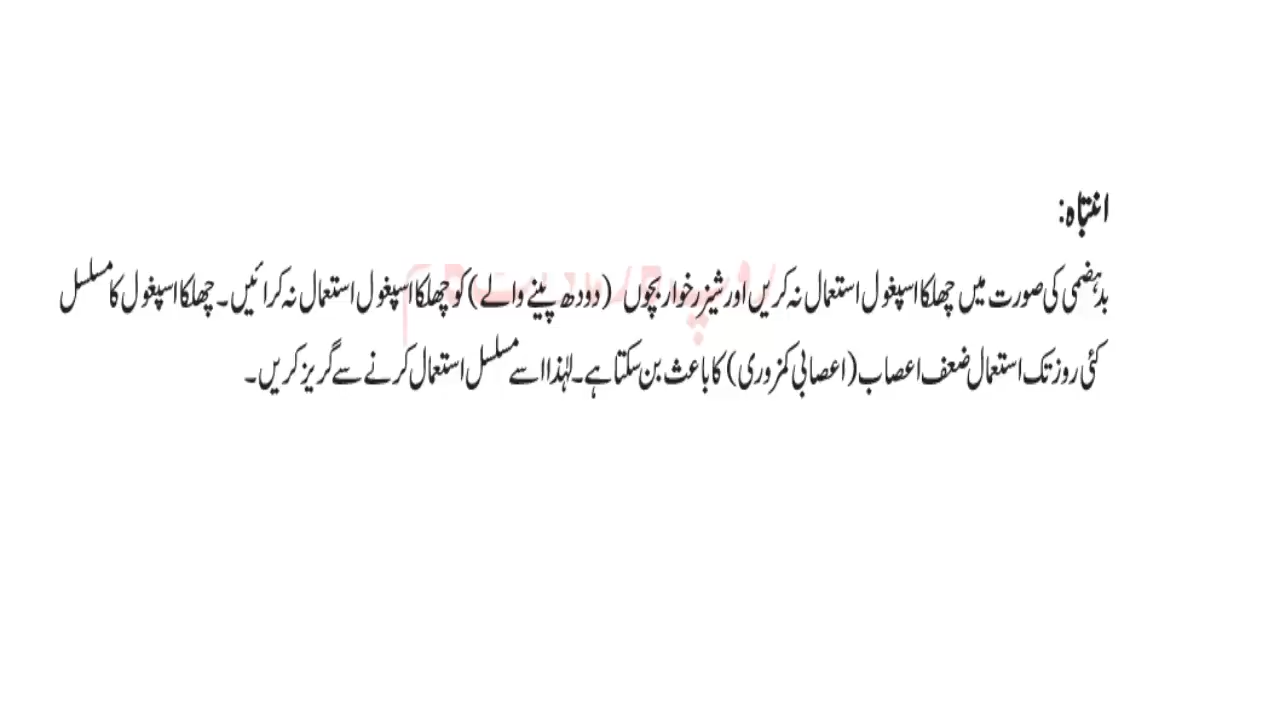 انتباہ:
بدہضمی کی صورت میں چھلکا اسپغول استعمال نہ کریں اور شیر خوار بچوں (دودھ پینے والے) کو چھلکا اسپغول استعمال نہ کرائیں۔ چھلکا اسپغول کا مسلسل
کئی روز تک استعمال ضعف اعصاب (اعصابی کمزوری) کا باعث بن سکتا ہے۔ لہٰذا اسے مسلسل استعمال کرنے سے گریز کریں۔